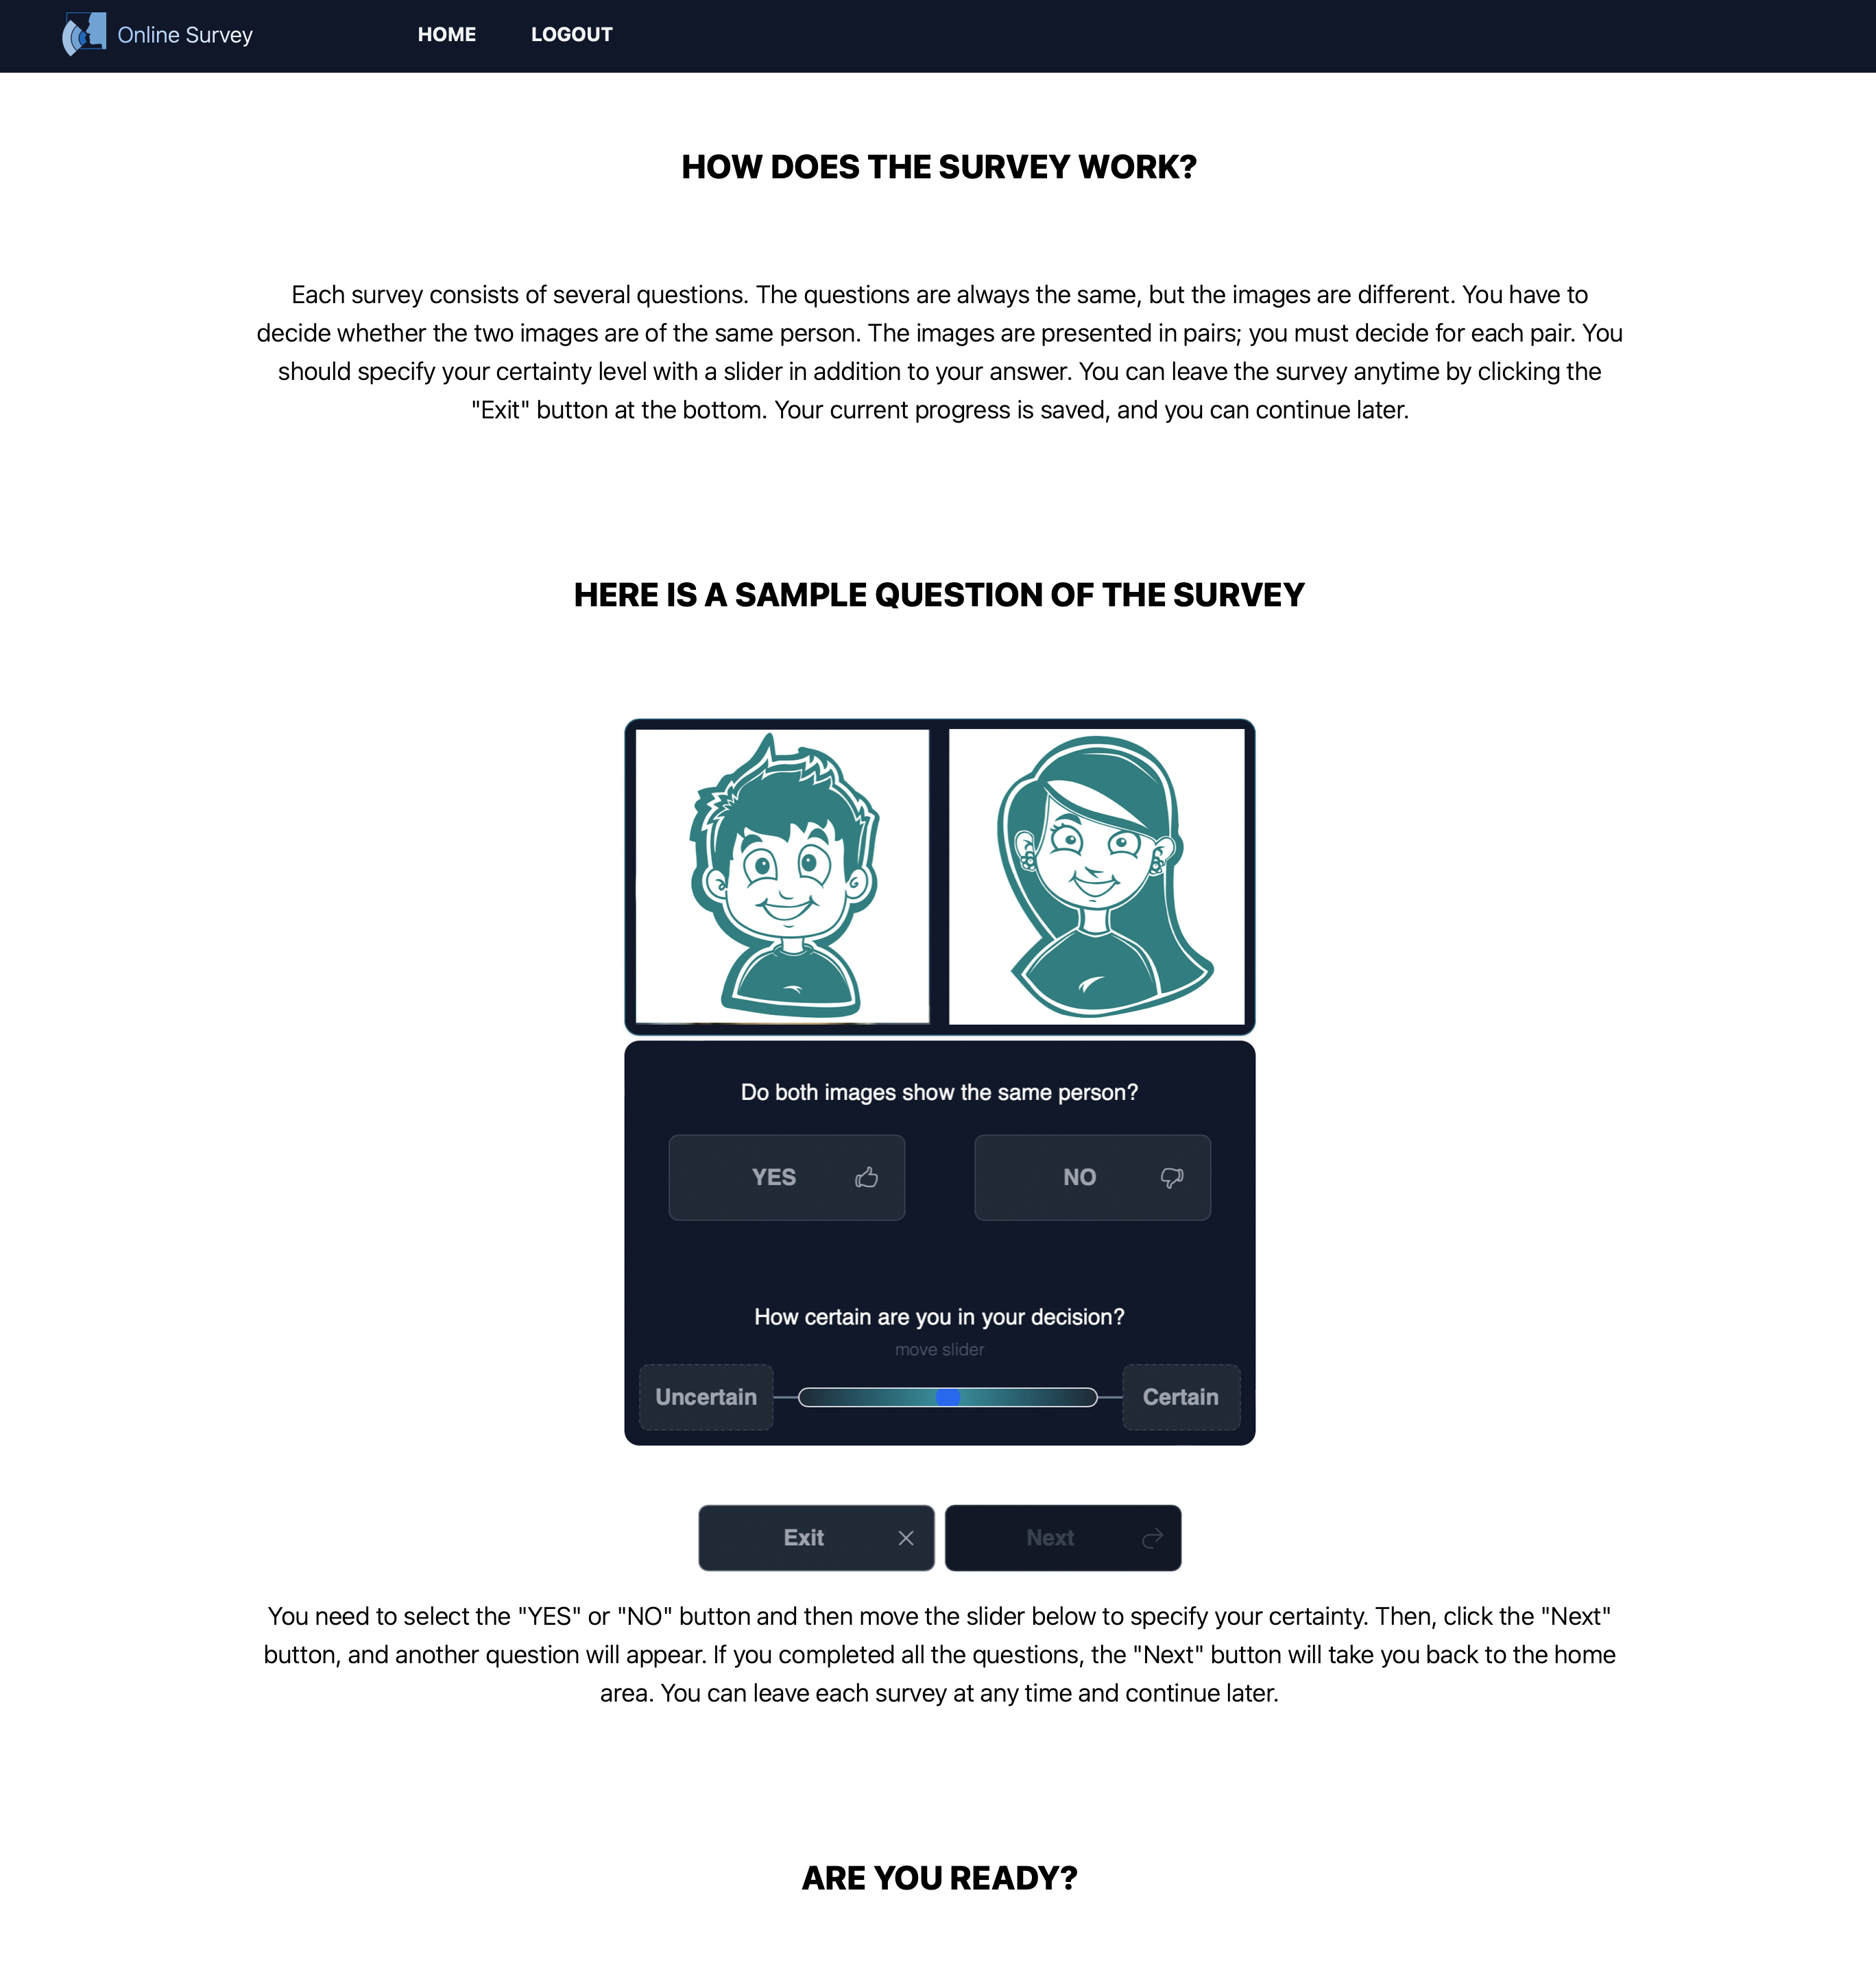 Online Survey
HOME
LOGOUT
HOW DOES THE SURVEY WORK?
Each survey consists of several questions. The questions are always the same, but the images are different. You have to
decide whether the two images are of the same person. The images are presented in pairs; you must decide for each pair. You
should specify your certainty level with a slider in addition to your answer. You can leave the survey anytime by clicking the
"Exit" button at the bottom. Your current progress is saved, and you can continue later.
HERE IS A SAMPLE QUESTION OF THE SURVEY
Do both images show the same person?
YES
NO
How certain are you in your decision?
move slider
Uncertain
Certain
Exit
Next
You need to select the "YES" or "NO" button and then move the slider below to specify your certainty. Then, click the "Next"
button, and another question will appear. If you completed all the questions, the "Next" button will take you back to the home
area. You can leave each survey at any time and continue later.
ARE YOU READY?